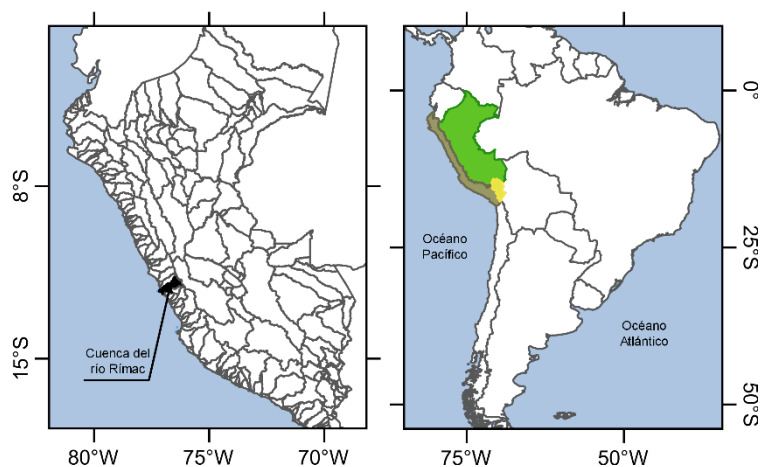 8°S
15°S
Cuenca del
río Rímac
80°W
75°W
70°W
Océano
Pacífico
Océano
Atlántico
0°
25°S
50°S
75°W
50°W